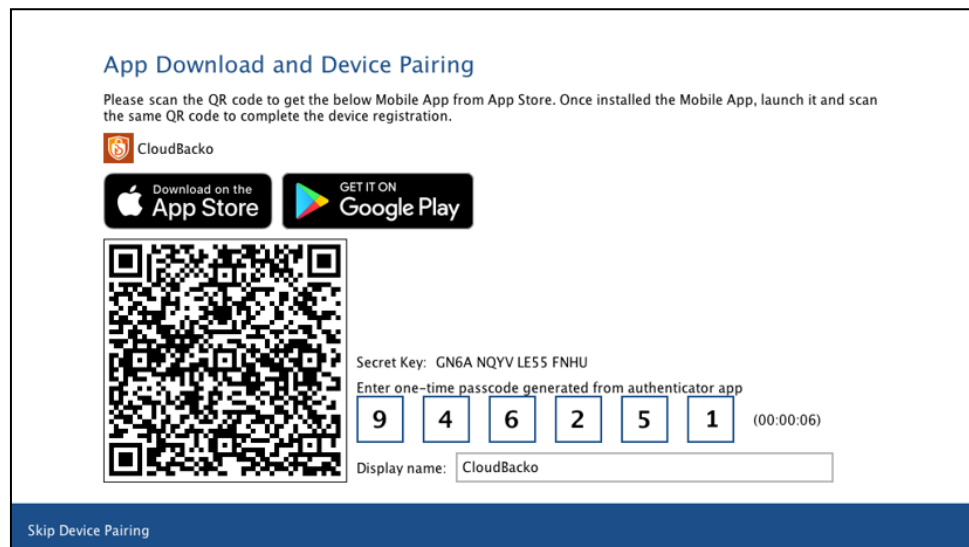 App Download and Device Pairing
Please scan the QR code to get the below Mobile App from App Store. Once installed the Mobile App, launch it and scan
the same QR code to complete the device registration.
CloudBacko
Download on the
App Store
GET IT ON
Google Play
Secret Key: GN6A NQYV LE55 FNHU
Enter one-time passcode generated from authenticator app
9 4 6 2 5 1 (00:00:06)
Display name: CloudBacko
Skip Device Pairing